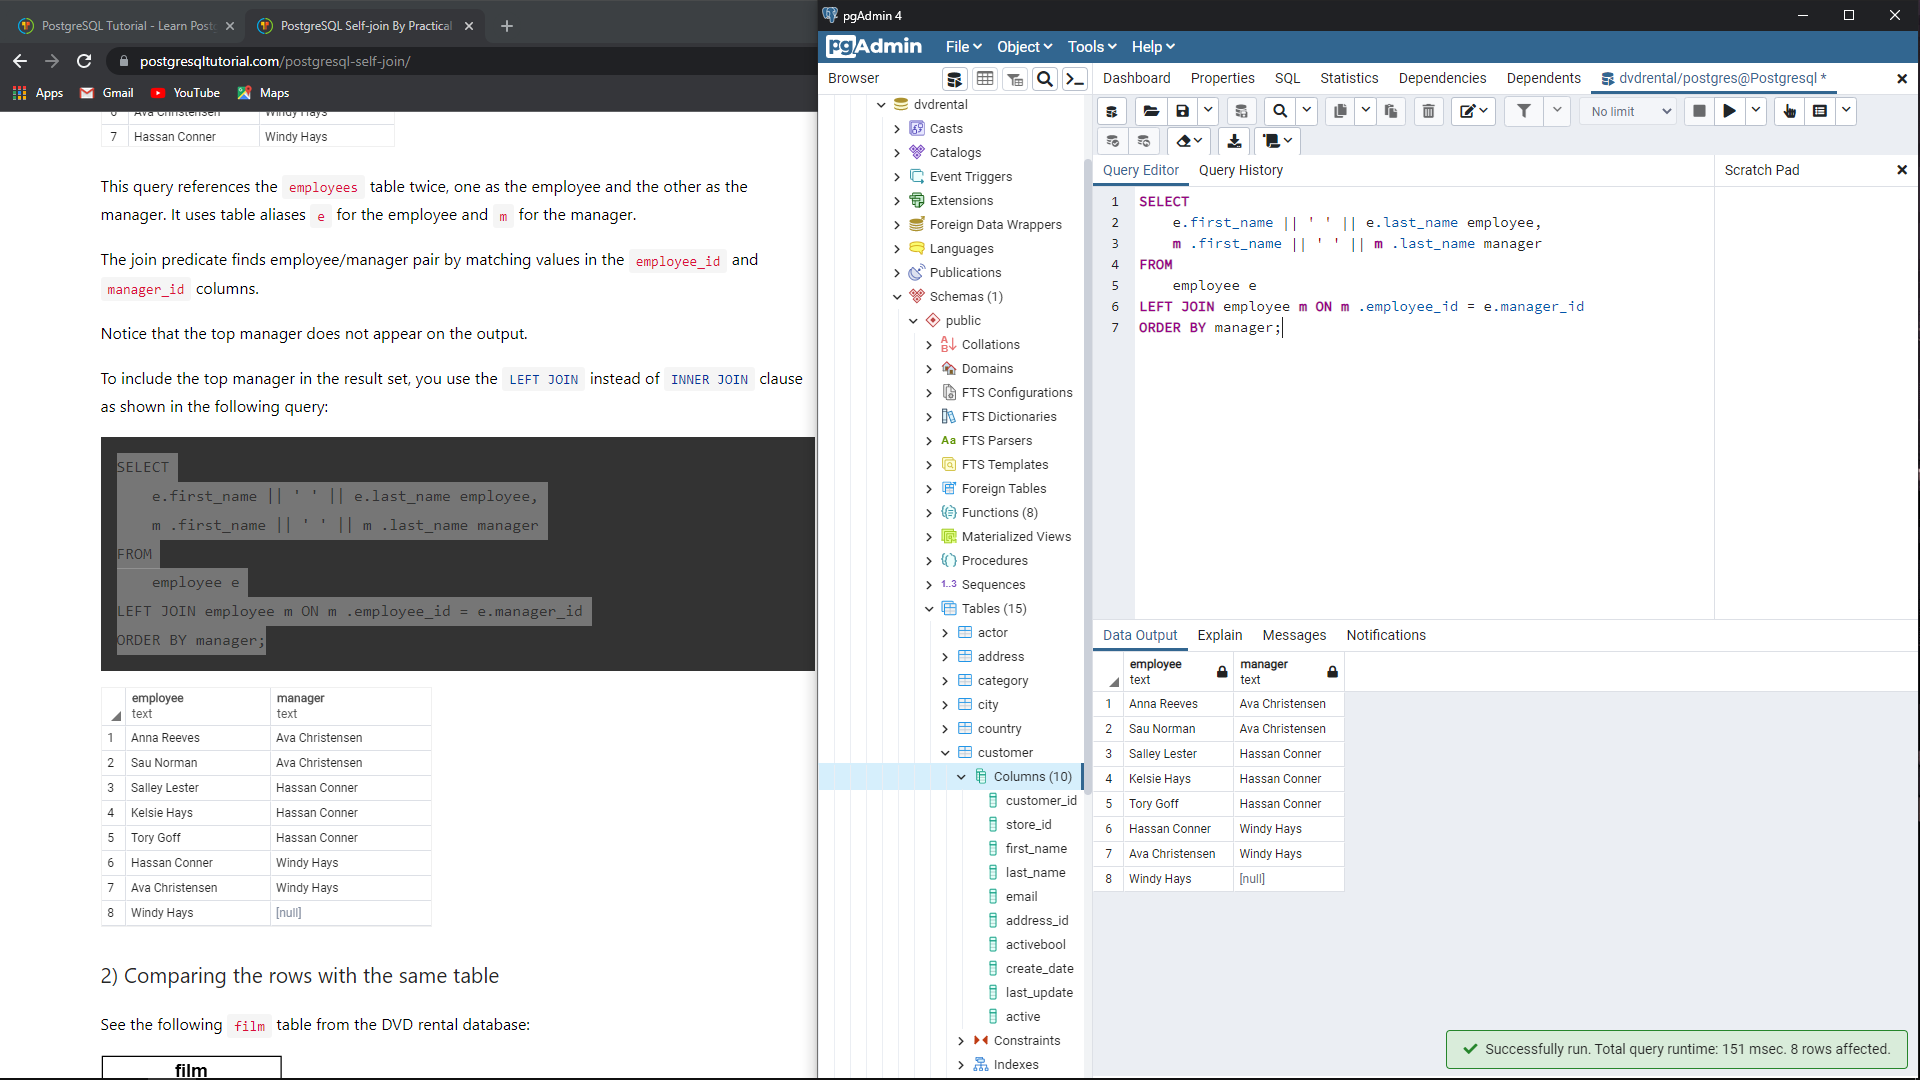 PostgreSQL Tutorial - Learn Post
PostgreSQL Self-join By Practical
postgresqltutorial.com/postgresql-self-join/
Apps
Gmail
YouTube
Maps
6 Ava Christensen Windy Hays
7 Hassan Conner Windy Hays
This query references the employees table twice, one as the employee and the other as the
manager. It uses table aliases e for the employee and m for the manager.
The join predicate finds employee/manager pair by matching values in the employee_id and
manager_id columns.
Notice that the top manager does not appear on the output.
To include the top manager in the result set, you use the LEFT JOIN instead of INNER JOIN clause
as shown in the following query:
SELECT
e.first_name || ' ' || e.last_name employee,
m .first_name || ' ' || m .last_name manager
FROM
employee e
LEFT JOIN employee m ON m .employee_id = e.manager_id
ORDER BY manager;
employee manager
text text
1 Anna Reeves Ava Christensen
2 Sau Norman Ava Christensen
3 Salley Lester Hassan Conner
4 Kelsie Hays Hassan Conner
5 Tory Goff Hassan Conner
6 Hassan Conner Windy Hays
7 Ava Christensen Windy Hays
8 Windy Hays [null]
2) Comparing the rows with the same table
See the following film table from the DVD rental database:
film
pgAdmin 4
pgAdmin File Object Tools Help
Browser
dvdrental
Casts
Catalogs
Event Triggers
Extensions
Foreign Data Wrappers
Languages
Publications
Schemas (1)
public
Collations
Domains
FTS Configurations
FTS Dictionaries
Aa FTS Parsers
FTS Templates
Foreign Tables
Functions (8)
Materialized Views
Procedures
1..3 Sequences
Tables (15)
actor
address
category
city
country
customer
Columns (10)
customer_id
store_id
first_name
last_name
email
address_id
activebool
create_date
last_update
active
Constraints
Indexes
Dashboard Properties SQL Statistics Dependencies Dependents dvdrental/postgres@Postgresql *
No limit
Query Editor Query History
Scratch Pad
1 SELECT
2 e.first_name || ' ' || e.last_name employee,
3 m .first_name || ' ' || m .last_name manager
4 FROM
5 employee e
6 LEFT JOIN employee m ON m .employee_id = e.manager_id
7 ORDER BY manager;
Data Output Explain Messages Notifications
employee manager
text text
1 Anna Reeves Ava Christensen
2 Sau Norman Ava Christensen
3 Salley Lester Hassan Conner
4 Kelsie Hays Hassan Conner
5 Tory Goff Hassan Conner
6 Hassan Conner Windy Hays
7 Ava Christensen Windy Hays
8 Windy Hays [null]
Successfully run. Total query runtime: 151 msec. 8 rows affected.